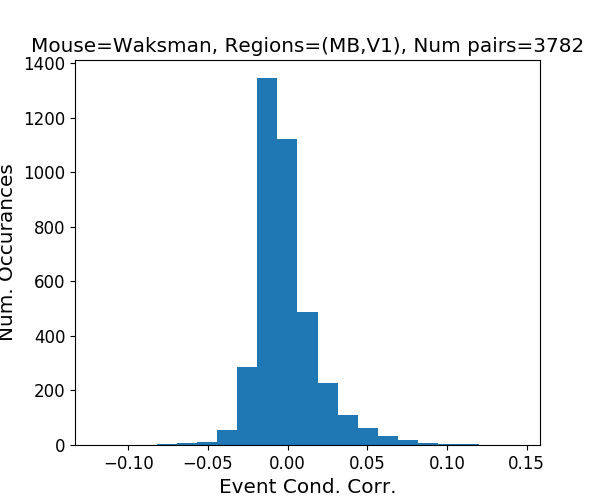 Mouse=Waksman, Regions=(MB,V1), Num pairs=3782
1400
1200
1000
800
600
400
200
0
Num. Occurances
−0.10 −0.05 0.00 0.05 0.10 0.15
Event Cond. Corr.